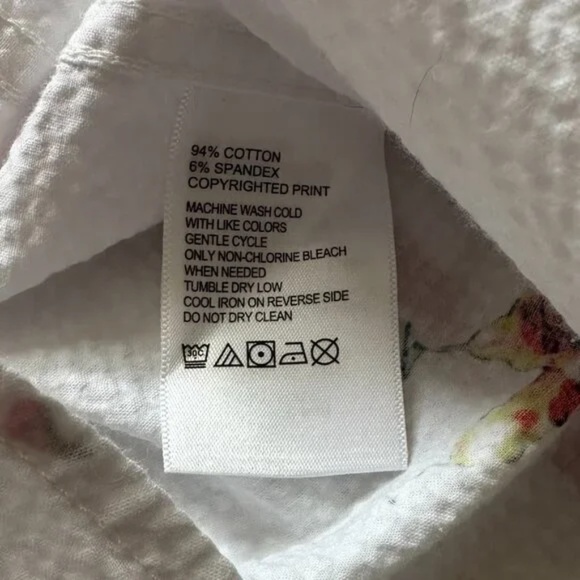 94% COTTON
6% SPANDEX
COPYRIGHTED PRINT
MACHINE WASH COLD
WITH LIKE COLORS
GENTLE CYCLE
ONLY NON-CHLORINE BLEACH
WHEN NEEDED
TUMBLE DRY LOW
COOL IRON ON REVERSE SIDE
DO NOT DRY CLEAN
30C